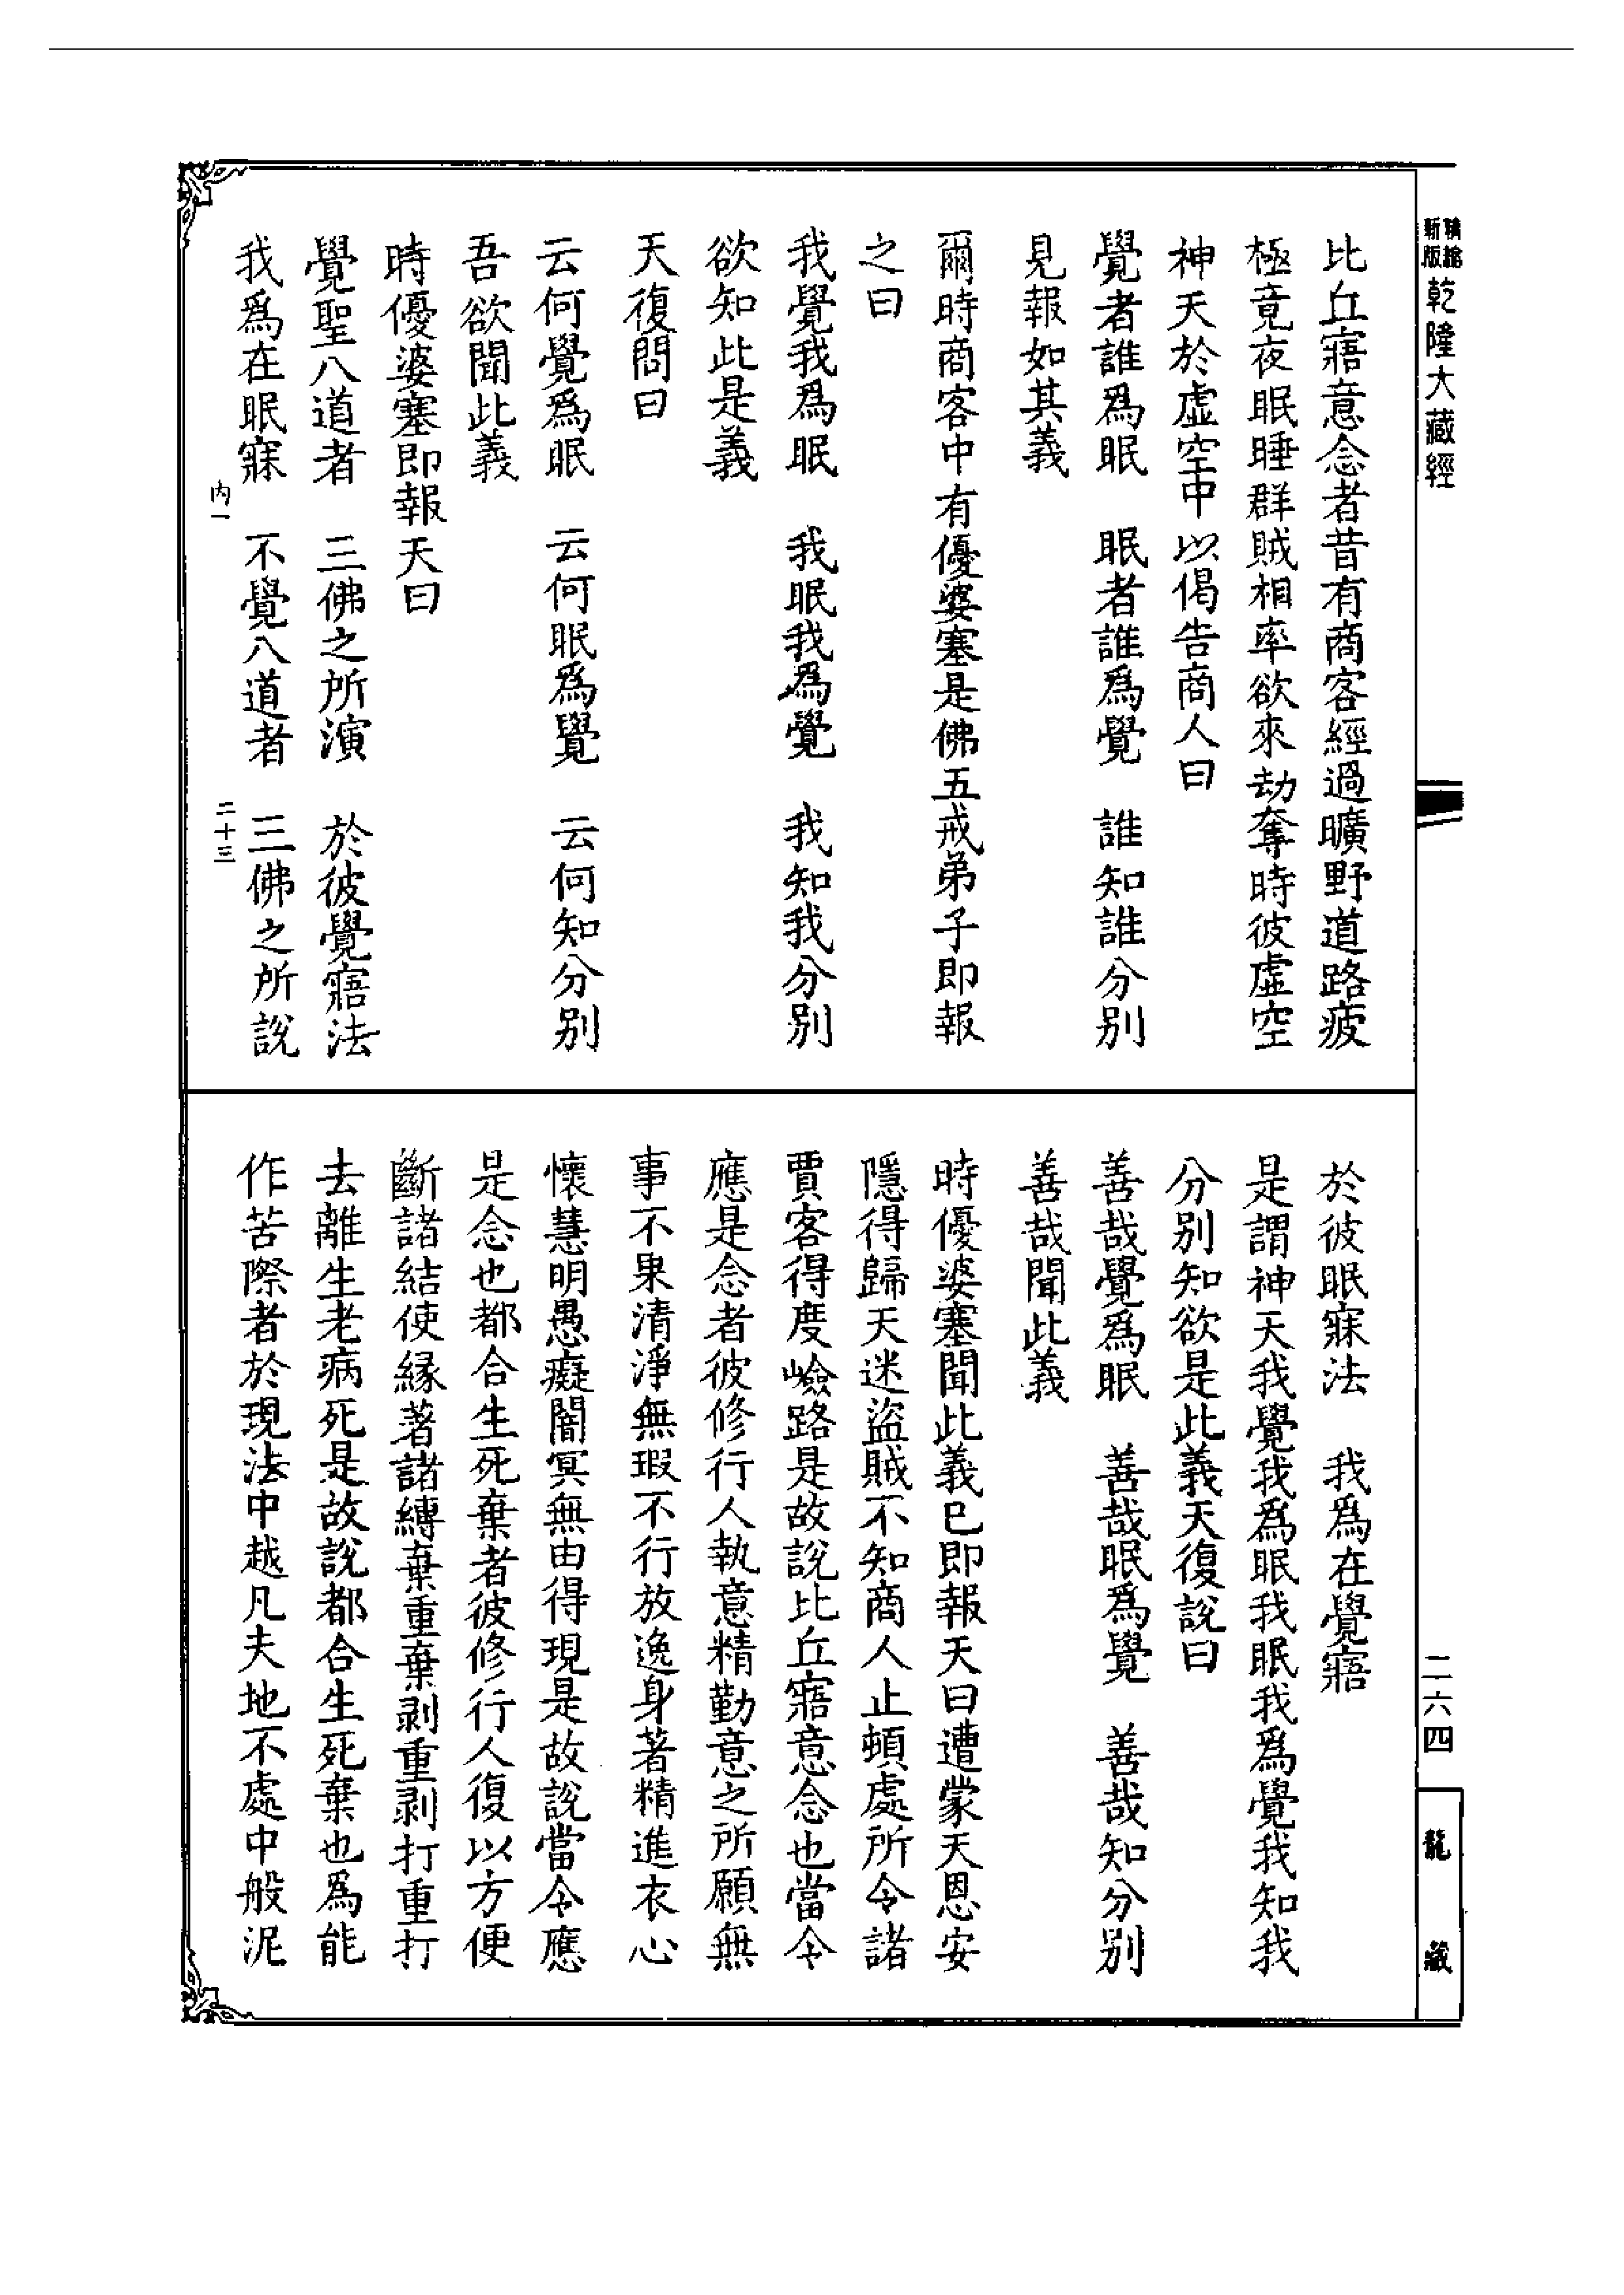 精縮新版乾隆大藏經
比丘寤意念者昔有商客經過曠野道路疲
極竟夜眠睡群賊相率欲來劫奪時彼虛空
神天於虛空中以偈告商人曰
覺者誰爲眠　眠者誰爲覺　誰知誰分別
見報如其義
爾時商客中有優婆塞是佛五戒弟子即報
之曰
我覺我爲眠　我眠我爲覺　我知我分別
欲知此是義
天復問曰
云何覺爲眠　云何眠爲覺　云何知分別
吾欲聞此義
時優婆塞即報天曰
覺聖八道者　三佛之所演　於彼覺寤法
我爲在眠寐　不覺八道者　三佛之所說
内一　二十三
於彼眠寐法　我爲在覺寤
是謂神天我覺我爲眠我眠我爲覺我知我
分別知欲是此義天復說曰
善哉覺爲眠　善哉眠爲覺　善哉知分別
善哉聞此義
時優婆塞聞此義已即報天曰遭蒙天恩安
隱得歸天迷盜賊不知商人止頓處所令諸
賈客得度嶮路是故說比丘寤意念也當令
應是念者彼修行人執意精勤意之所願無
事不果清淨無瑕不行放逸身著精進衣心
懷慧明愚癡闇冥無由得現是故說當令應
是念也都合生死棄者彼修行人復以方便
斷諸結使緣著諸縛棄重棄剥重剥打重打
去離生老病死是故說都合生死棄也爲能
作苦際者於現法中越凡夫地不處中般泥
二六四
龍藏